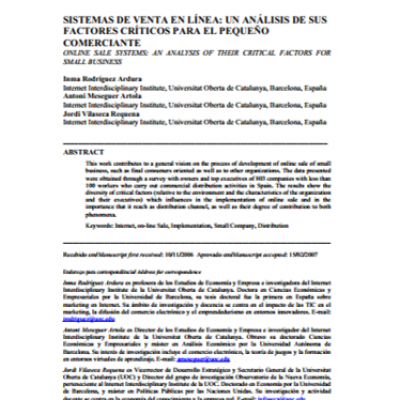 SISTEMAS DE VENTA EN LÍNEA: UN ANÁLISIS DE SUS
FACTORES CRÍTICOS PARA EL PEQUEÑO
COMERCIANTE
ONLINE SALE SYSTEMS: AN ANALYSIS OF THEIR CRITICAL FACTORS FOR
SMALL BUSINESS
Inma Rodríguez Ardura
Internet Interdisciplinary Institute, Universitat Oberta de Catalunya, Barcelona, España
Antoni Meseguer Artola
Internet Interdisciplinary Institute, Universitat Oberta de Catalunya, Barcelona, España
Jordi Vilaseca Requena
Internet Interdisciplinary Institute, Universitat Oberta de Catalunya, Barcelona, España
ABSTRACT
This work contributes to a general vision on the process of development of online sale of small
business, such as final consumers oriented as well as to other organizations. The data presented
were obtained through a survey with owners and top executives of 803 companies with less than
100 workers who carry out commercial distribution activities in Spain. The results show the
diversity of critical factors (relative to the environment and the characteristics of the organization
and their executives) which influences in the implementation of online sale and in the
importance that it reach as distribution channel, as well as their degree of contribution to both
phenomena.
Keywords: Internet, on-line Sale, Implementation, Small Company, Distribution
Recebido and Manuscript first received: 10/11/2006 Aprovado and Manuscript accepted: 15/02/2007
Endereço para correspondência/ Address for correspondence
Inma Rodríguez Ardura es profesora de los Estudios de Economía y Empresa e investigadora del Internet
Interdisciplinary Institute de la Universitat Oberta de Catalunya. Doctora en Ciencias Económicas y
Empresariales por la Universidad de Barcelona, su tesis doctoral fue la primera en España sobre
marketing en Internet. Su ámbito de investigación y docencia se centra en el impacto de las TIC en el
marketing, la difusión del comercio electrónico y el emprendedurismo en entornos innovadores. E-mail:
irodriguez@uoc.edu
Antoni Meseguer Artola es Director de los Estudios de Economía y Empresa e investigador del Internet
Interdisciplinary Institute de la Universitat Oberta de Catalunya. Obtuvo su doctorado Ciencias
Económicas y Empresariales y máster en Análisis Económico por la Universidad Autónoma de
Barcelona. Su interés de investigación incluye el comercio electrónico, la teoría de juegos y la formación
en entornos virtuales de aprendizaje. E-mail: ameseguer@uoc.edu
Jordi Vilaseca Requena es Vicerrector de Desarrollo Estratégico y Secretario General de la Universitat
Oberta de Catalunya (UOC) y Director del grupo de investigación Observatorio de la Nueva Economía,
perteneciente al Internet Interdisciplinary Institute de la UOC. Doctorado en Economía por la Universidad
de Barcelona, y máster en Políticas Públicas por las Naciones Unidas. Su investigación y actividad